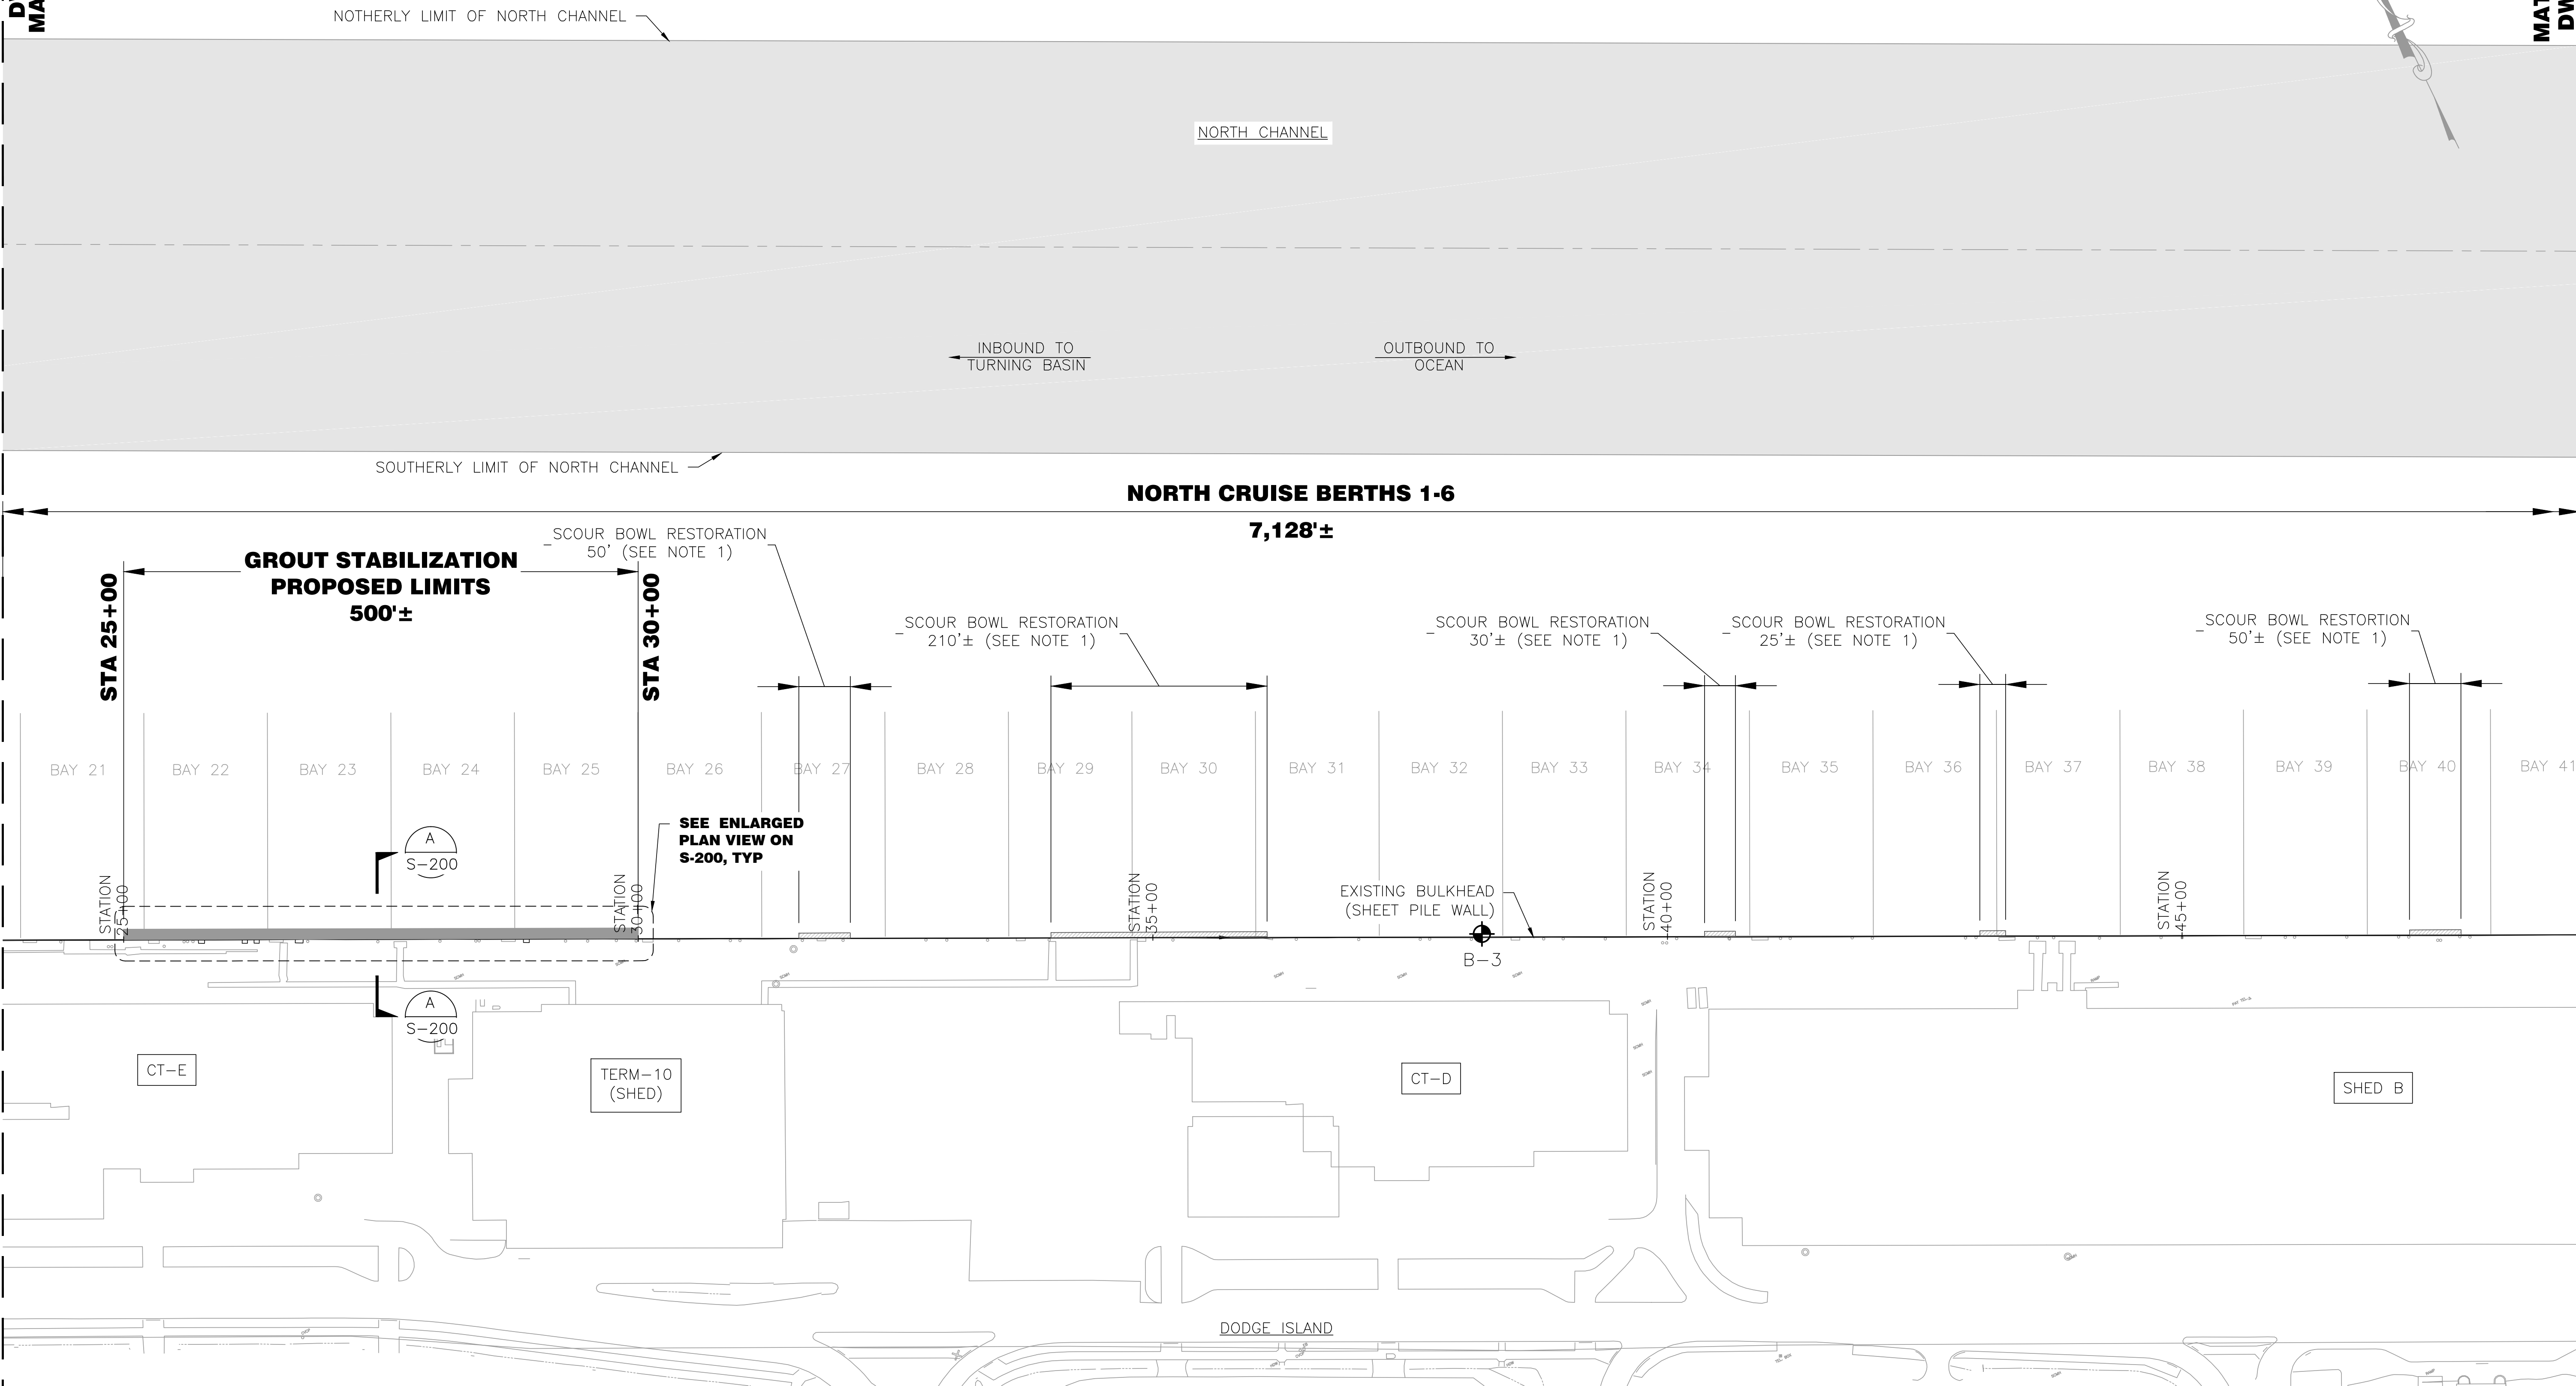 NOTHERLY LIMIT OF NORTH CHANNEL
NORTH CHANNEL
INBOUND TO
TURNING BASIN
OUTBOUND TO
OCEAN
SOUTHERLY LIMIT OF NORTH CHANNEL
NORTH CRUISE BERTHS 1-6
7,128'±
GROUT STABILIZATION
PROPOSED LIMITS
500'±
STA 25+00
STA 30+00
SCOUR BOWL RESTORATION
50' (SEE NOTE 1)
SCOUR BOWL RESTORATION
210'± (SEE NOTE 1)
SCOUR BOWL RESTORATION
30'± (SEE NOTE 1)
SCOUR BOWL RESTORATION
25'± (SEE NOTE 1)
SCOUR BOWL RESTORTION
50'± (SEE NOTE 1)
BAY 21
BAY 22
BAY 23
BAY 24
BAY 25
BAY 26
BAY 27
BAY 28
BAY 29
BAY 30
BAY 31
BAY 32
BAY 33
BAY 34
BAY 35
BAY 36
BAY 37
BAY 38
BAY 39
BAY 40
BAY 41
SEE ENLARGED
PLAN VIEW ON
S-200, TYP
A
S-200
STATION
25+00
STATION
30+00
STATION
35+00
EXISTING BULKHEAD
(SHEET PILE WALL)
STATION
40+00
STATION
45+00
B-3
A
S-200
CT-E
TERM-10
(SHED)
CT-D
SHED B
DODGE ISLAND